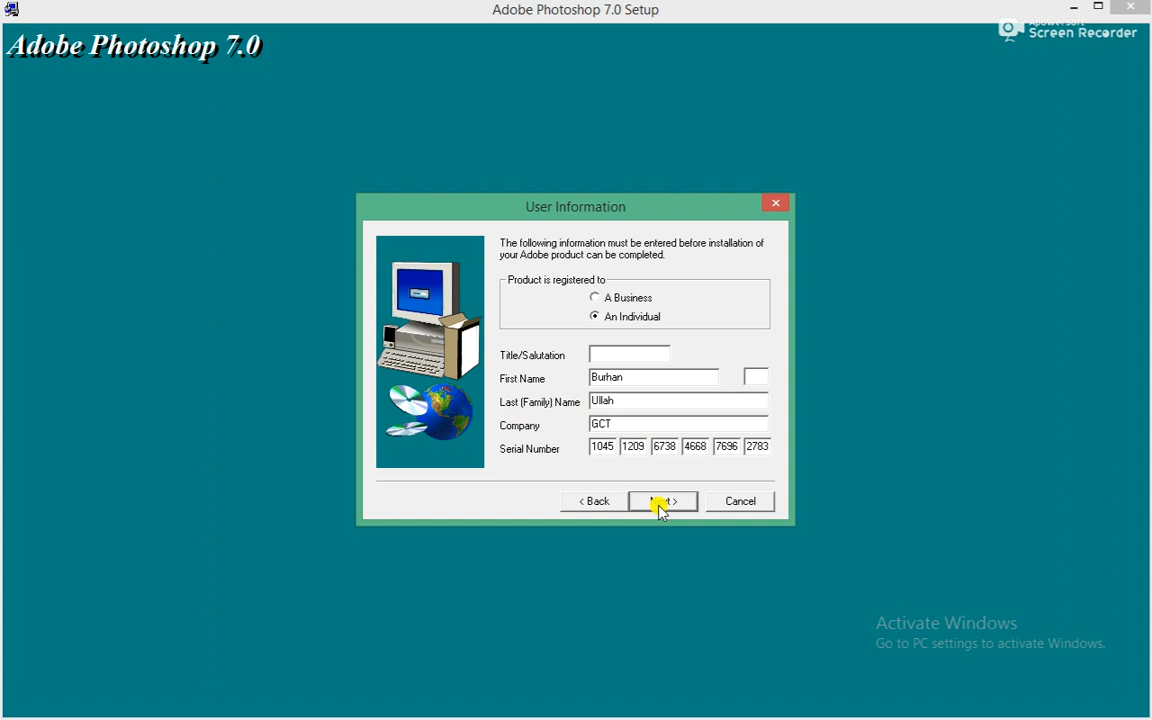 Adobe Photoshop 7.0 Setup
Adobe Photoshop 7.0
Apowersoft
Screen Recorder
User Information
The following information must be entered before installation of
your Adobe product can be completed.
Product is registered to
A Business
An Individual
Title/Salutation
First Name Burhan
Last (Family) Name Ullah
Company GCT
Serial Number 1045 1209 6738 4668 7696 2783
< Back >
Cancel
Activate Windows
Go to PC settings to activate Windows.